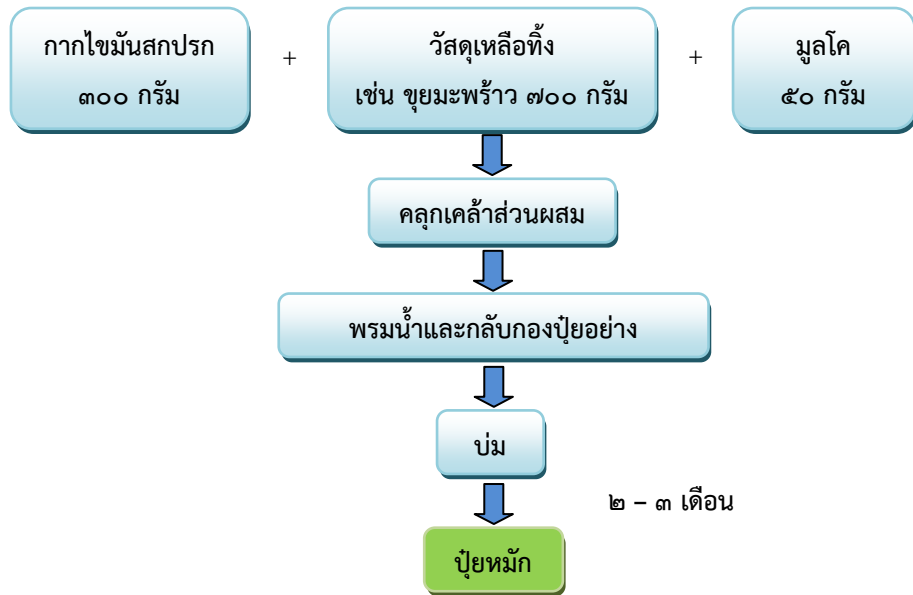 กากไขมันสกปรก
๓๐๐ กรัม
+
วัสดุเหลือทิ้ง
เช่น ขุยมะพร้าว ๗๐๐ กรัม
+
มูลโค
๕๐ กรัม
คลุกเคล้าส่วนผสม
พรมน้ำและกลับกองปุ๋ยอย่าง
บ่ม
๒ – ๓ เดือน
ปุ๋ยหมัก